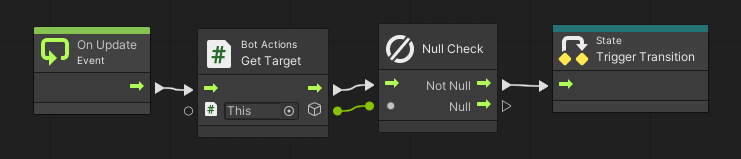 On Update
Event
Bot Actions
Get Target
This
Null Check
Not Null
Null
State
Trigger Transition